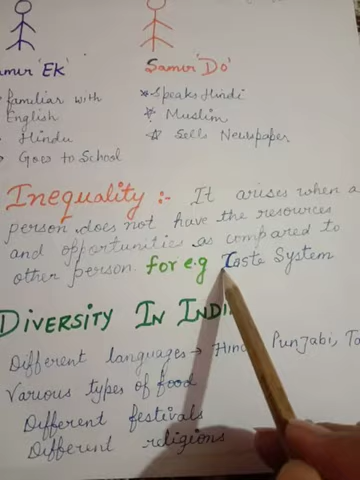 Samir 'Ek'
Samir 'Do'
familiar with
English
Hindu
Goes to School
Speaks Hindi
Muslim
Sells Newspaper
Inequality :- It arises when a
person does not have the resources
and opportunities as compared to
other person. for e.g Caste System
DIVERSITY IN INDI
Different languages → Hin Punjabi, Ta
Various types of food
Different festivals
Different religions